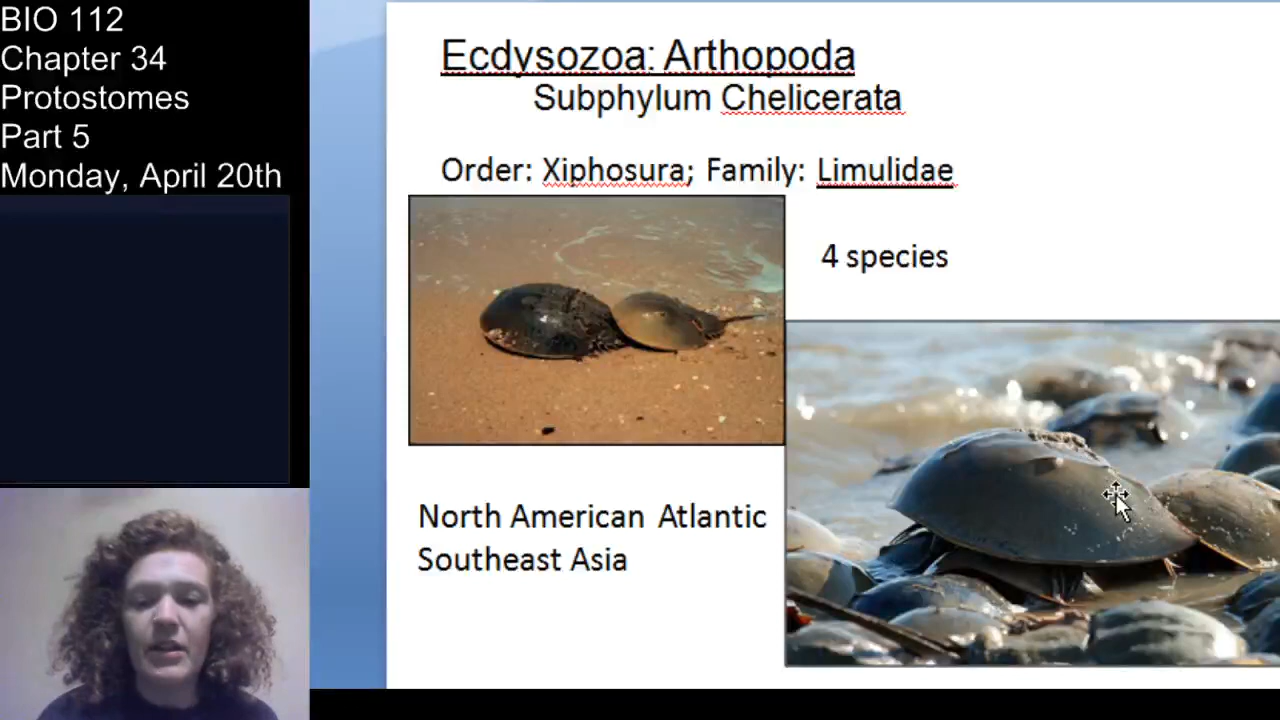 BIO 112
Chapter 34
Protostomes
Part 5
Monday, April 20th
Ecdysozoa: Arthopoda
Subphylum Chelicerata
Order: Xiphosura; Family: Limulidae
4 species
North American Atlantic
Southeast Asia